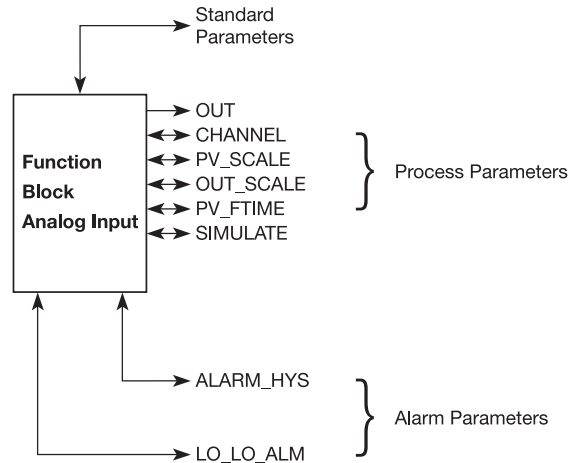 Standard
Parameters
OUT
CHANNEL
PV_SCALE
OUT_SCALE
PV_FTIME
SIMULATE
Function
Block
Analog Input
Process Parameters
ALARM_HYS
LO_LO_ALM
Alarm Parameters